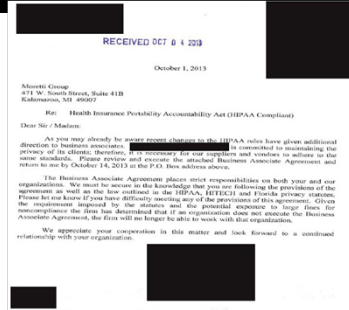 RECEIVED OCT 0 4 2013
October 1, 2013
Moretti Group
471 W. South Street, Suite 41B
Kalamazoo, MI 49007
Re: Health Insurance Portability Accountability Act (HIPAA Compliant)
Dear Sir / Madam:
As you may already be aware recent changes to the HIPAA rules have given additional
direction to business associates. is committed to maintaining the
privacy of its clients; therefore, it is necessary for our suppliers and vendors to adhere to the
same standards. Please review and execute the attached Business Associate Agreement and
return to me by October 14, 2013 at the P.O. Box address above.
The Business Associate Agreement places strict responsibilities on both your and our
organizations. We must be secure in the knowledge that you are following the provisions of the
agreement as well as the law outlined in the HIPAA, HITECH and Florida privacy statutes.
Please let me know if you have difficulty meeting any of the provisions of this agreement. Given
the requirement imposed by the statutes and the potential exposure to large fines for
noncompliance the firm has determined that if an organization does not execute the Business
Associate Agreement, the firm will no longer be able to work with that organization.
We appreciate your cooperation in this matter and look forward to a continued
relationship with your organization.